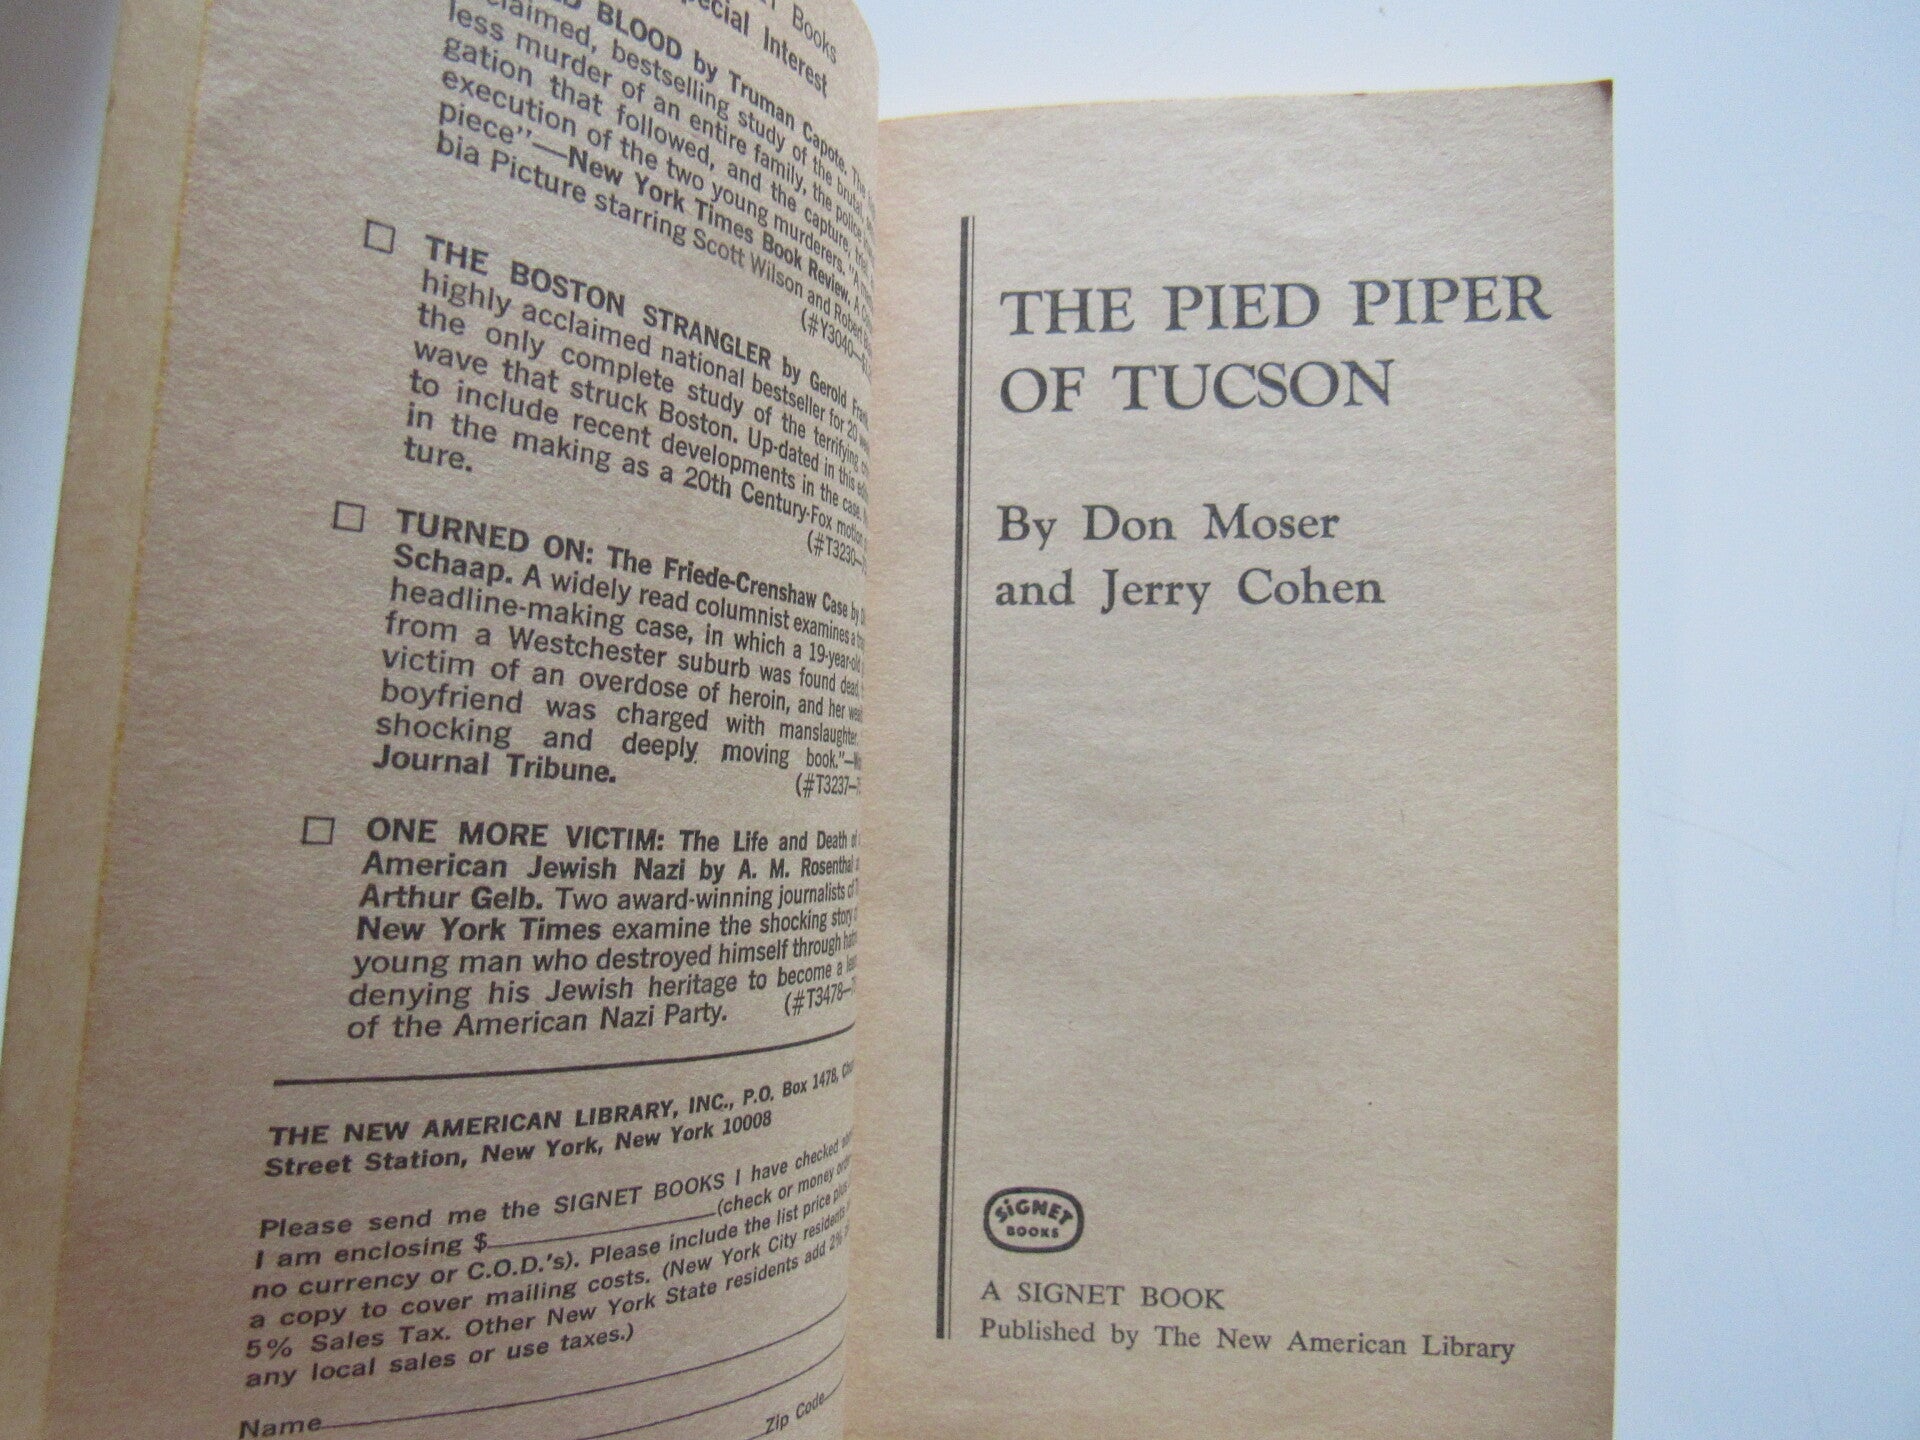 Books
Special Interest
BLOOD by Truman Capote. The
acclaimed, bestselling study of the brutal,
less murder of an entire family, the police
gation that followed, and the capture, trial,
execution of the two young murderers. "A
piece"—New York Times Book Review. A
bia Picture starring Scott Wilson and Robert
(#Y3040—
□ THE BOSTON STRANGLER by Gerold Frank
highly acclaimed national bestseller for 20
the only complete study of the terrifying
wave that struck Boston. Up-dated in this
to include recent developments in the case.
in the making as a 20th Century-Fox motion
ture.
(#T3230—
□ TURNED ON: The Friede-Crenshaw Case by
Schaap. A widely read columnist examines a
headline-making case, in which a 19-year-old
from a Westchester suburb was found dead,
victim of an overdose of heroin, and her
boyfriend was charged with manslaughter.
shocking and deeply moving book."—
Journal Tribune.
(#T3237—
□ ONE MORE VICTIM: The Life and Death of
American Jewish Nazi by A. M. Rosenthal
Arthur Gelb. Two award-winning journalists of
New York Times examine the shocking story
young man who destroyed himself through
denying his Jewish heritage to become a
of the American Nazi Party. (#T3478—
THE NEW AMERICAN LIBRARY, INC., P.O. Box 1478,
Street Station, New York, New York 10008
Please send me the SIGNET BOOKS I have checked
I am enclosing $ (check or money order
no currency or C.O.D.'s). Please include the list price plus
a copy to cover mailing costs. (New York City residents
5% Sales Tax. Other New York State residents add 2%
any local sales or use taxes.)
Name
Zip Code
THE PIED PIPER
OF TUCSON
By Don Moser
and Jerry Cohen
SIGNET
BOOKS
A SIGNET BOOK
Published by The New American Library